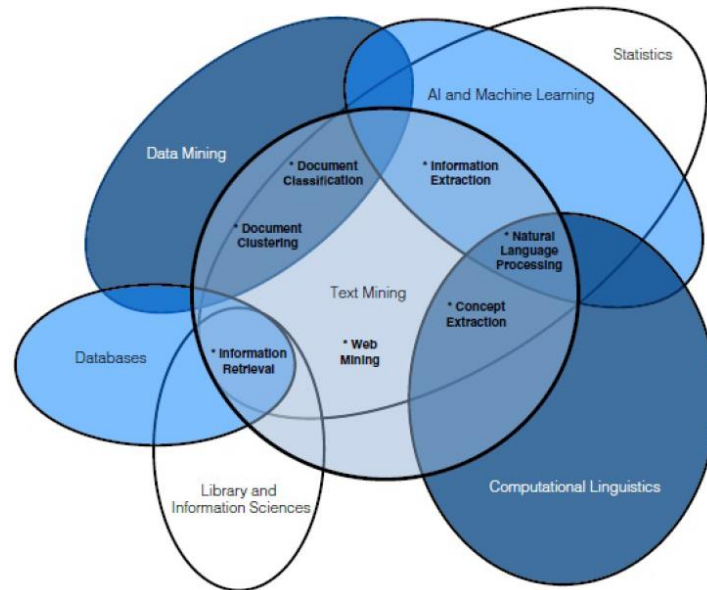 Statistics
AI and Machine Learning
Data Mining
* Document
Classification
* Information
Extraction
* Document
Clustering
* Natural
Language
Processing
Text Mining
* Concept
Extraction
* Web
Mining
Databases
* Information
Retrieval
Library and
Information Sciences
Computational Linguistics